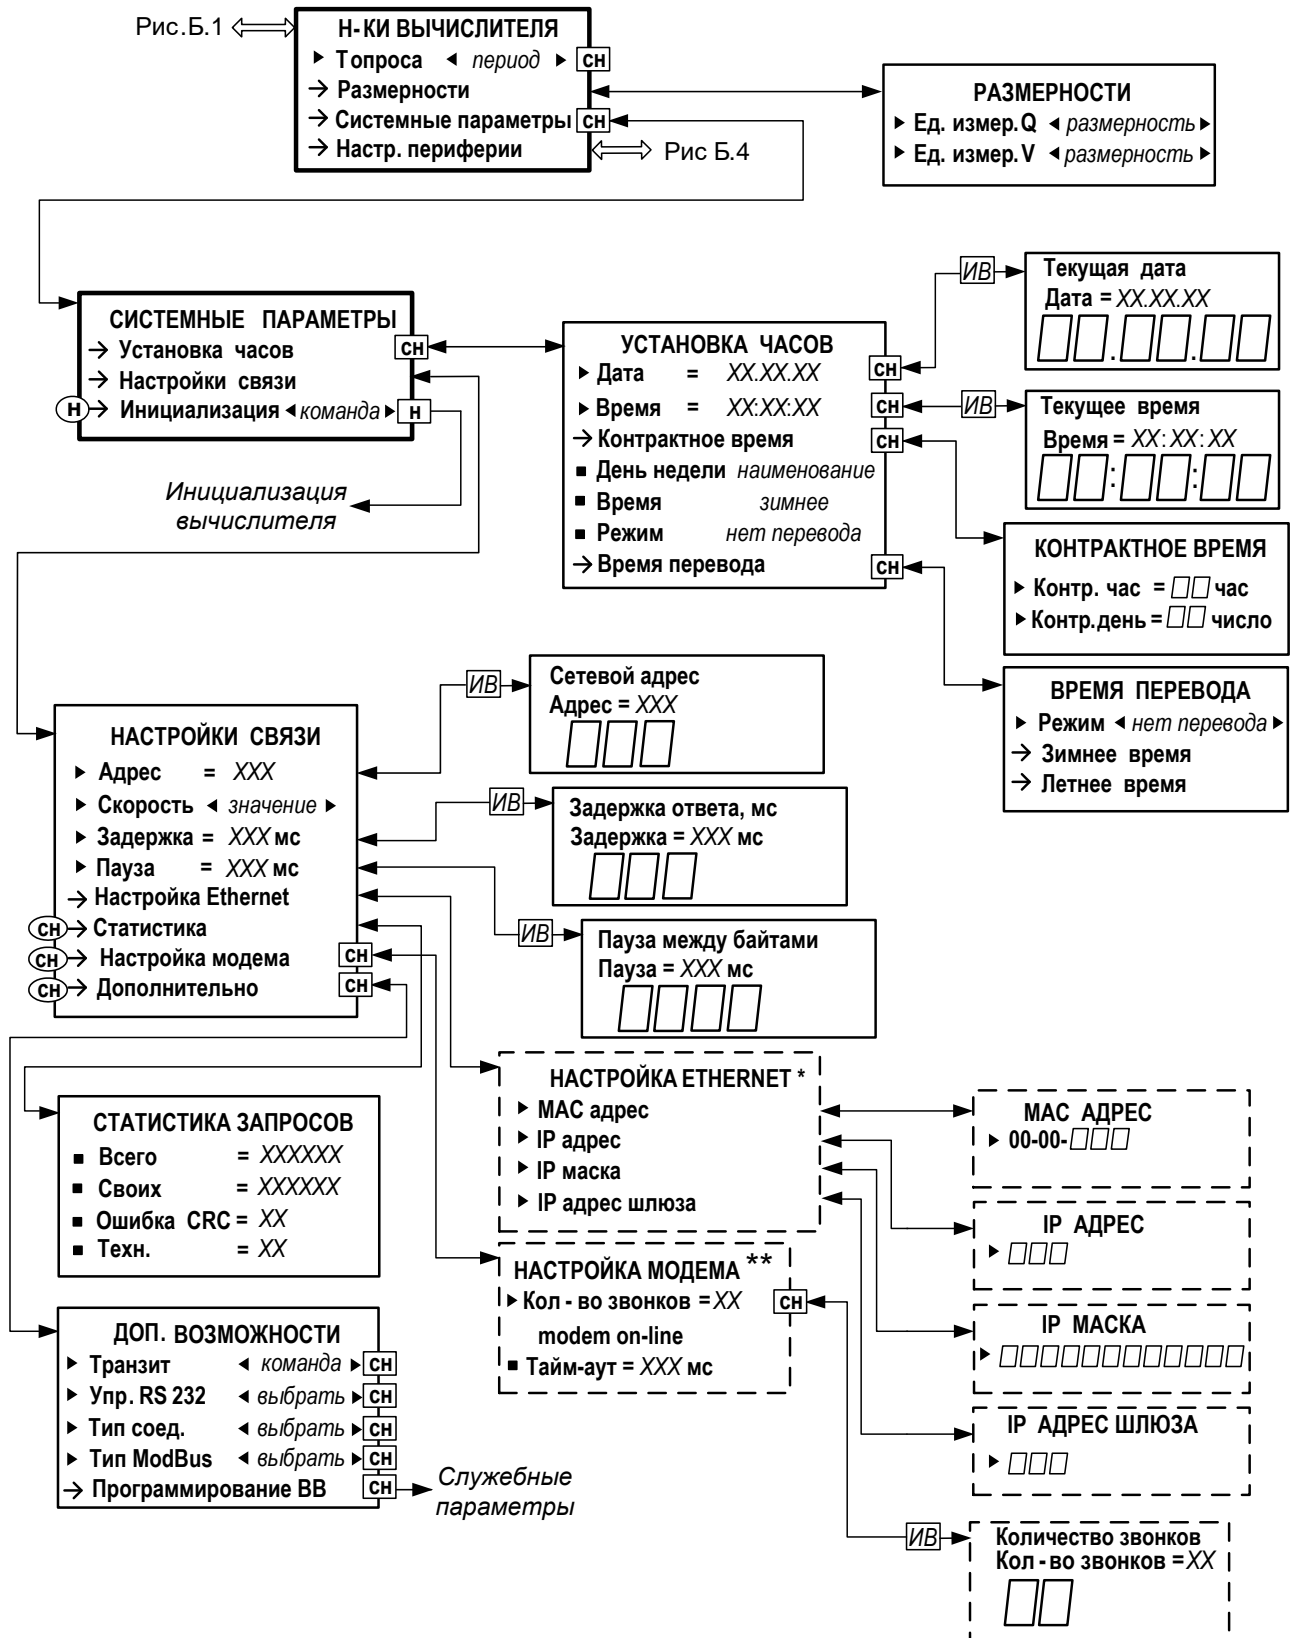 Рис.Б.1
Н-КИ ВЫЧИСЛИТЕЛЯ
Т опроса период СН
Размерности
Системные параметры СН
Настр. периферии
Рис Б.4
РАЗМЕРНОСТИ
Ед. измер.Q размерность
Ед. измер.V размерность
СИСТЕМНЫЕ ПАРАМЕТРЫ
Установка часов СН
Настройки связи
Н Инициализация команда Н
Инициализация
вычислителя
УСТАНОВКА ЧАСОВ
Дата = XX.XX.XX СН
Время = XX:XX:XX СН
Контрактное время СН
День недели наименование
Время зимнее
Режим нет перевода
Время перевода СН
ИВ
Текущая дата
Дата = XX.XX.XX
ИВ
Текущее время
Время = XX:XX:XX
КОНТРАКТНОЕ ВРЕМЯ
Контр. час = час
Контр.день = число
ВРЕМЯ ПЕРЕВОДА
Режим нет перевода
Зимнее время
Летнее время
НАСТРОЙКИ СВЯЗИ
Адрес = XXX
Скорость значение
Задержка = XXX мс
Пауза = XXX мс
Настройка Ethernet
СН Статистика
СН Настройка модема СН
СН Дополнительно СН
ИВ
Сетевой адрес
Адрес = XXX
ИВ
Задержка ответа, мс
Задержка = XXX мс
ИВ
Пауза между байтами
Пауза = XXX мс
СТАТИСТИКА ЗАПРОСОВ
Всего = XXXXXX
Своих = XXXXXX
Ошибка CRC = XX
Техн. = XX
НАСТРОЙКА ETHERNET *
MAC адрес
IP адрес
IP маска
IP адрес шлюза
MAC АДРЕС
00-00-
IP АДРЕС
IP МАСКА
IP АДРЕС ШЛЮЗА
НАСТРОЙКА МОДЕМА **
Кол - во звонков = XX СН
modem on-line
Тайм-аут = XXX мс
ДОП. ВОЗМОЖНОСТИ
Транзит команда СН
Упр. RS 232 выбрать СН
Тип соед. выбрать СН
Тип ModBus выбрать СН
Программирование ВВ СН
Служебные
параметры
ИВ
Количество звонков
Кол - во звонков = XX